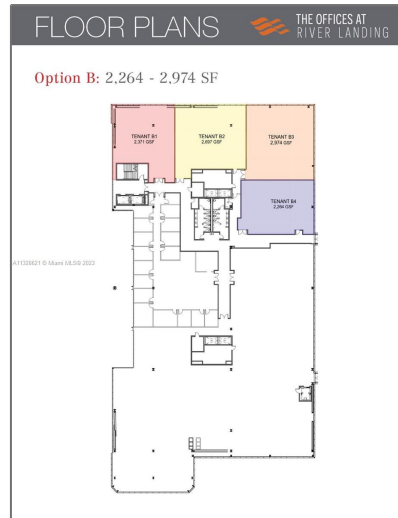 FLOOR PLANS
THE OFFICES AT
RIVER LANDING
Option B: 2,264 - 2,974 SF
TENANT B1
2,371 GSF
TENANT B2
2,697 GSF
TENANT B3
2,974 GSF
TENANT B4
2,264 GSF
A11328621 © Miami MLS® 2023